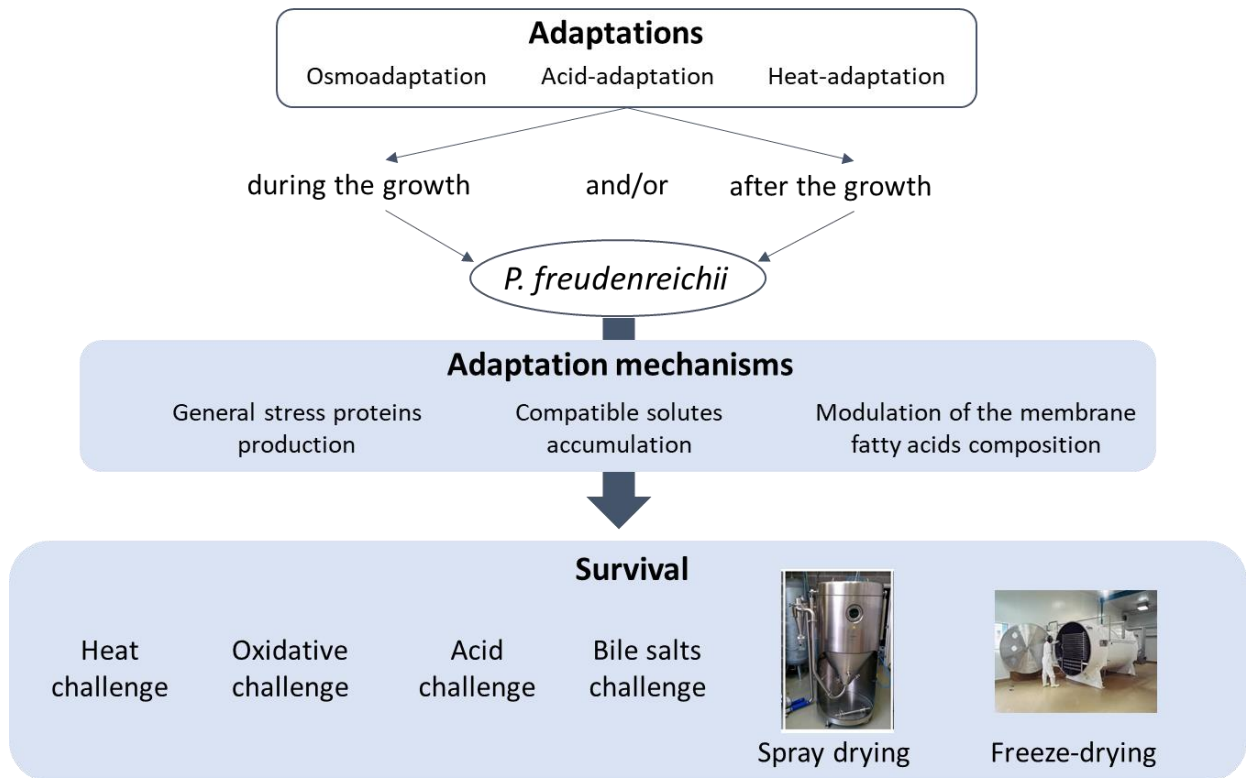 Adaptations
Osmoadaptation Acid-adaptation Heat-adaptation
during the growth and/or after the growth
P. freudenreichii
Adaptation mechanisms
General stress proteins
production
Compatible solutes
accumulation
Modulation of the membrane
fatty acids composition
Survival
Heat
challenge
Oxidative
challenge
Acid
challenge
Bile salts
challenge
Spray drying
Freeze-drying